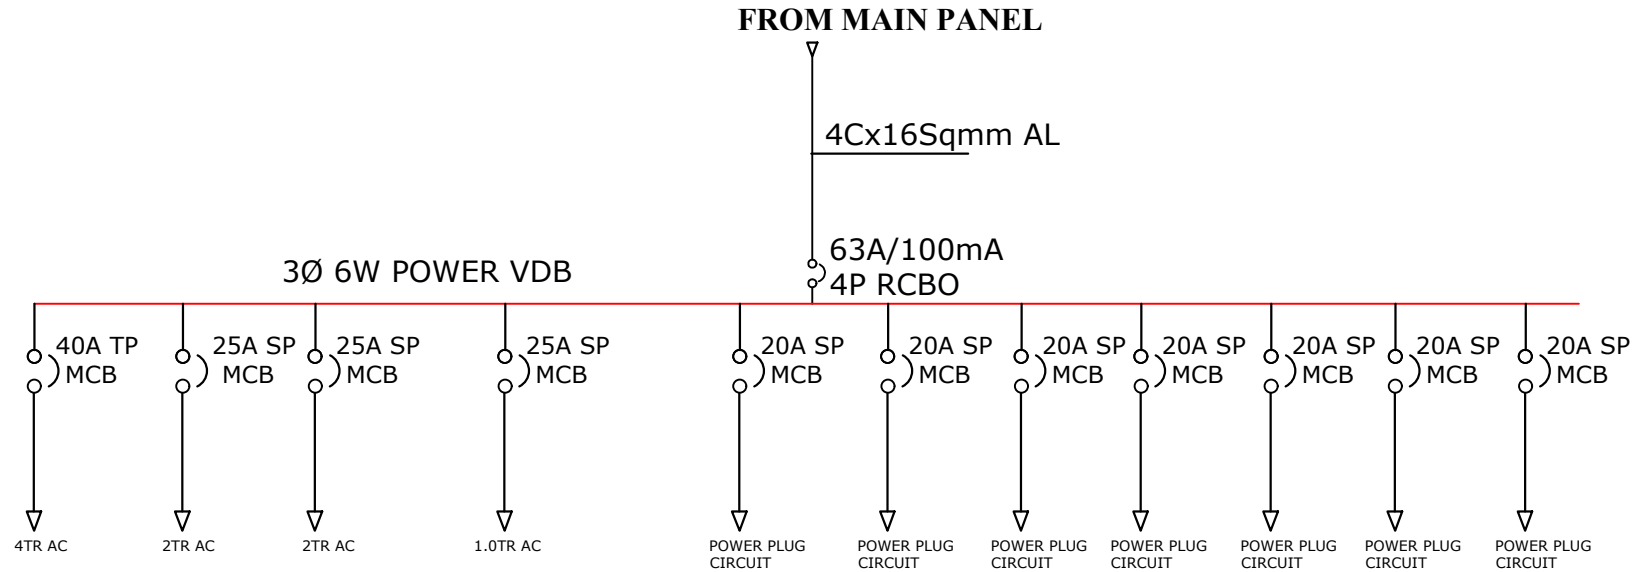 FROM MAIN PANEL
4Cx16Sqmm AL
63A/100mA
4P RCBO
3Ø 6W POWER VDB
40A TP
MCB
25A SP
MCB
25A SP
MCB
25A SP
MCB
20A SP
MCB
20A SP
MCB
20A SP
MCB
20A SP
MCB
20A SP
MCB
20A SP
MCB
20A SP
MCB
4TR AC
2TR AC
2TR AC
1.0TR AC
POWER PLUG
CIRCUIT
POWER PLUG
CIRCUIT
POWER PLUG
CIRCUIT
POWER PLUG
CIRCUIT
POWER PLUG
CIRCUIT
POWER PLUG
CIRCUIT
POWER PLUG
CIRCUIT